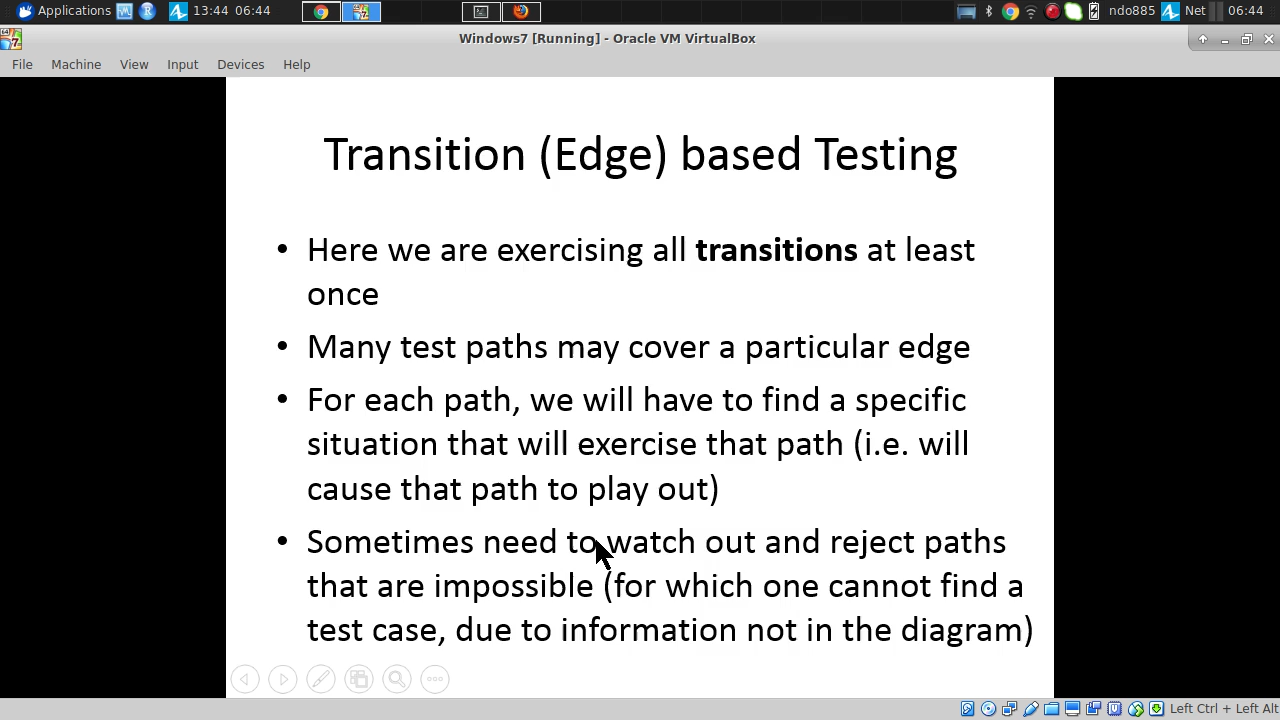 Applications 13:44 06:44 ndo885 Net 06:44
Windows7 [Running] - Oracle VM VirtualBox
File Machine View Input Devices Help
Transition (Edge) based Testing
• Here we are exercising all transitions at least
once
• Many test paths may cover a particular edge
• For each path, we will have to find a specific
situation that will exercise that path (i.e. will
cause that path to play out)
• Sometimes need to watch out and reject paths
that are impossible (for which one cannot find a
test case, due to information not in the diagram)
Left Ctrl + Left Alt